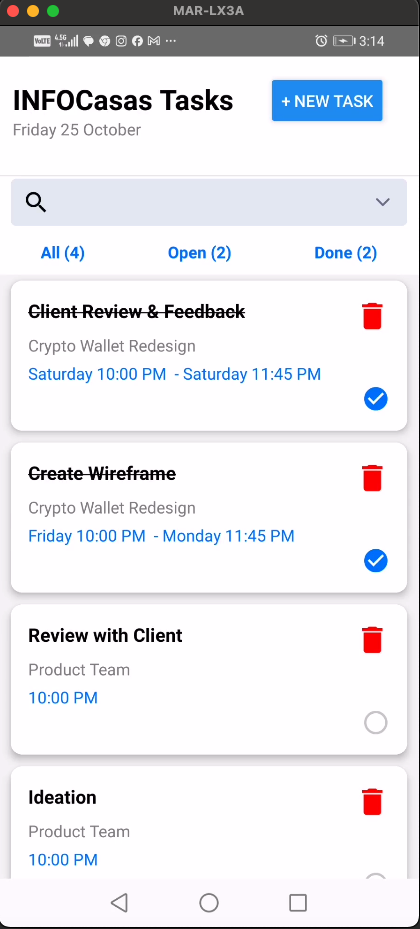 MAR-LX3A
VoLTE 4.5G 3:14
INFOCasas Tasks
+ NEW TASK
Friday 25 October
All (4) Open (2) Done (2)
Client Review & Feedback
Crypto Wallet Redesign
Saturday 10:00 PM - Saturday 11:45 PM
Create Wireframe
Crypto Wallet Redesign
Friday 10:00 PM - Monday 11:45 PM
Review with Client
Product Team
10:00 PM
Ideation
Product Team
10:00 PM